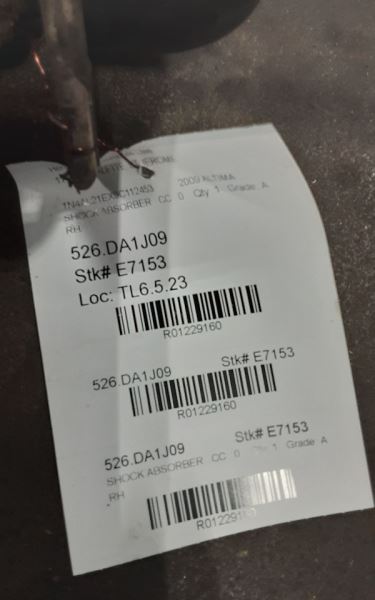 2009 ALTIMA
SHOCK ABSORBER CC 0 Qty 1 Grade A
RH
526.DA1J09
Stk# E7153
Loc: TL6.5.23
R01229160
526.DA1J09 Stk# E7153
R01229160
526.DA1J09 Stk# E7153
SHOCK ABSORBER CC 0 Qty 1 Grade A
RH